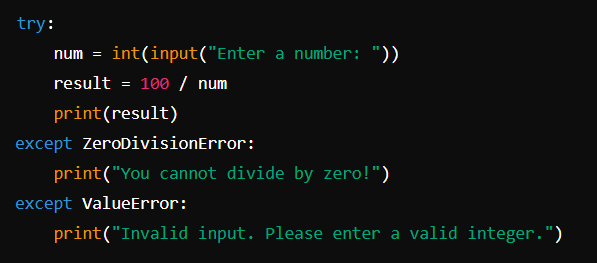 try:
    num = int(input("Enter a number: "))
    result = 100 / num
    print(result)
except ZeroDivisionError:
    print("You cannot divide by zero!")
except ValueError:
    print("Invalid input. Please enter a valid integer.")